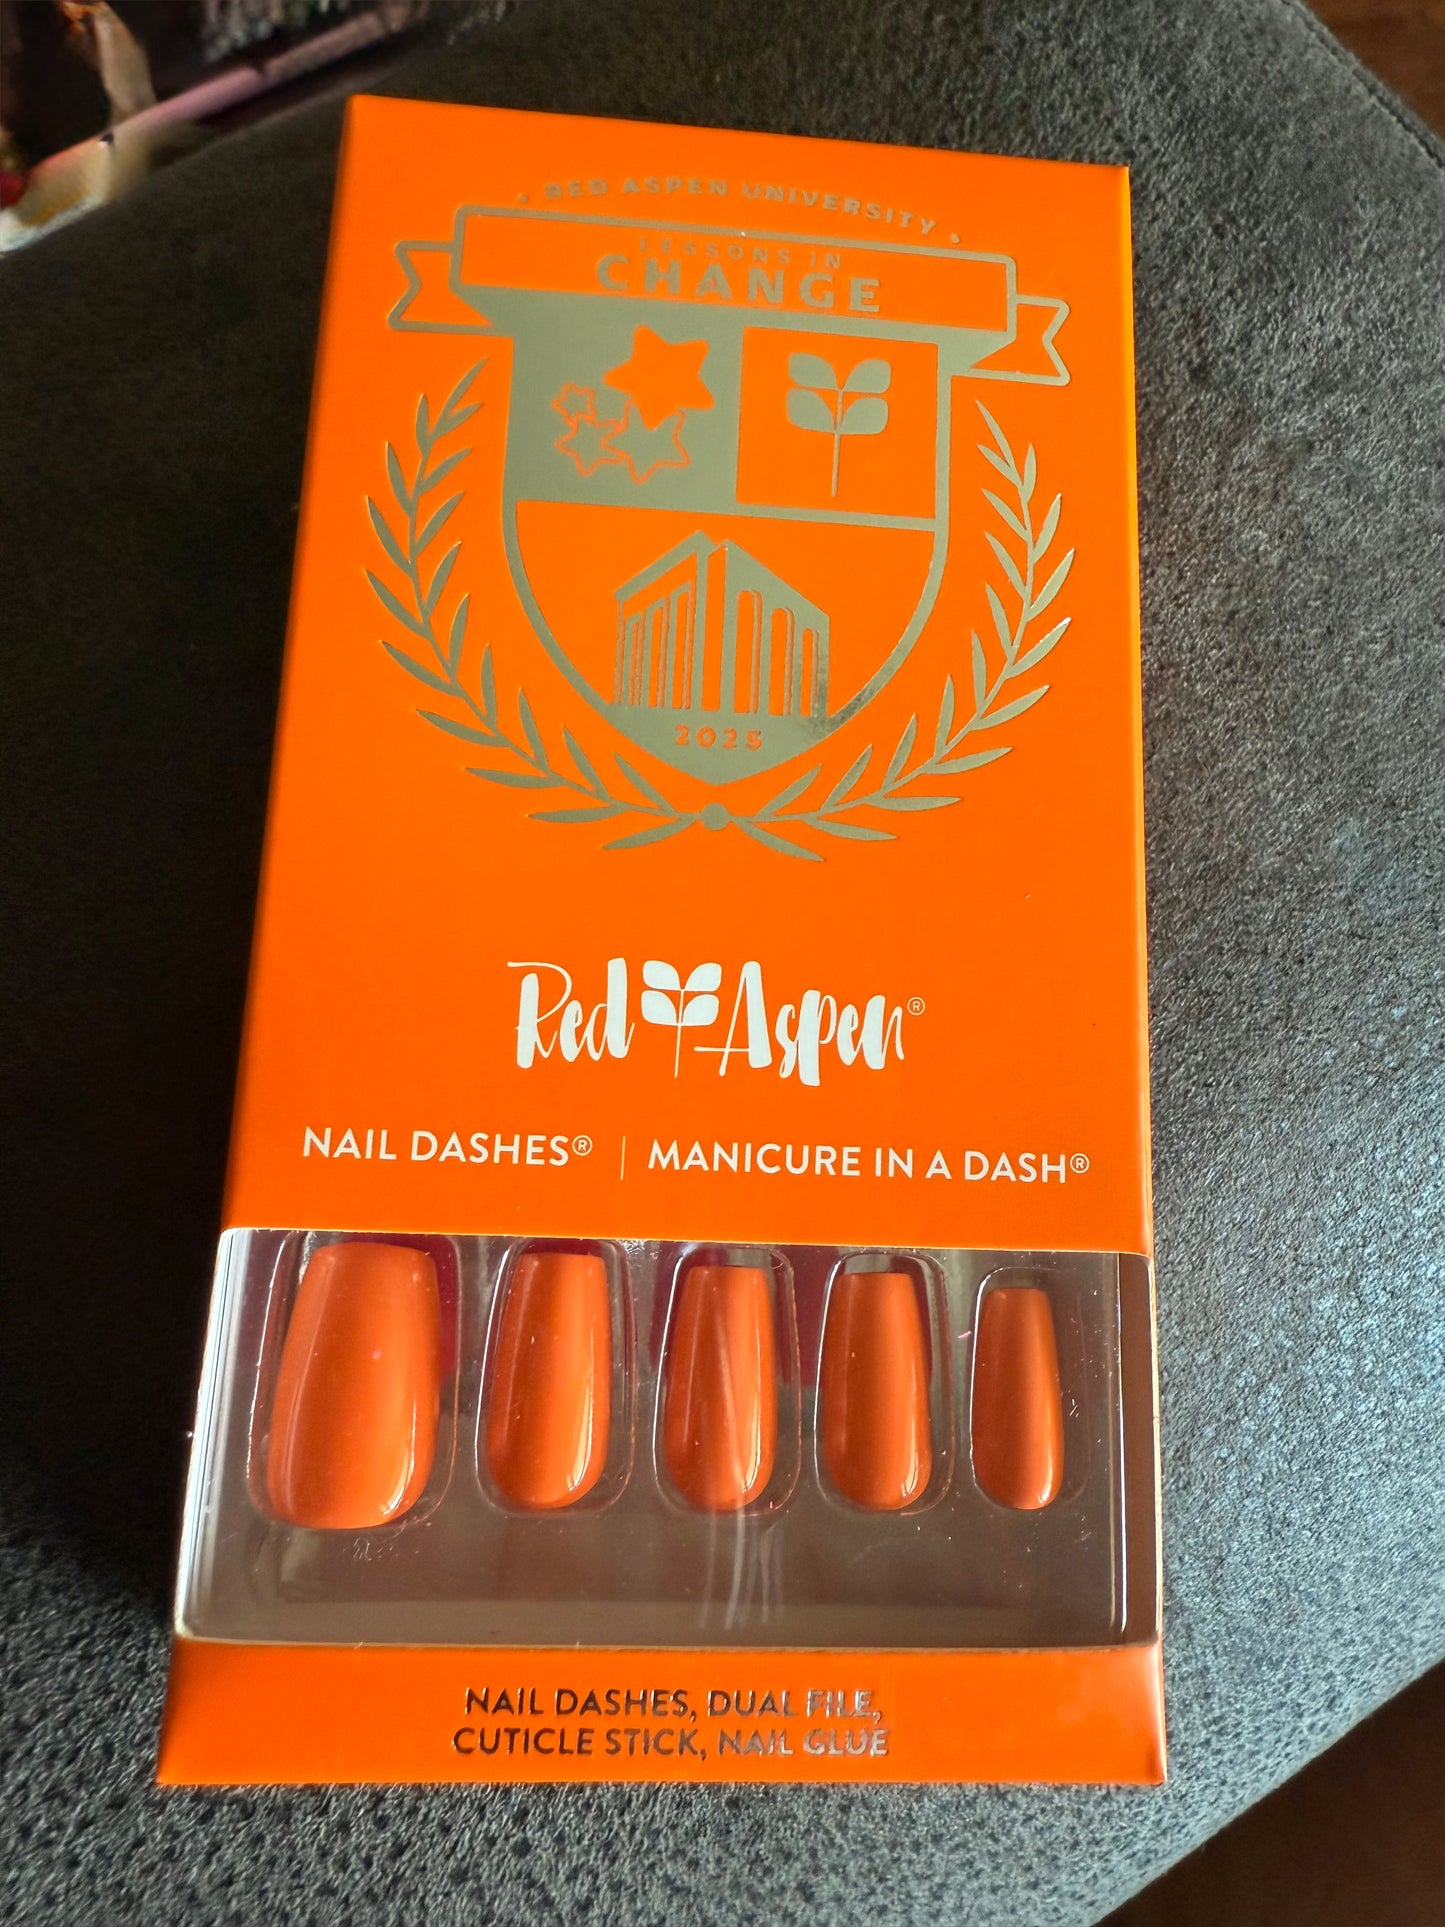 • RED ASPEN UNIVERSITY •
LESSONS IN
CHANGE
2025
Red Aspen®
NAIL DASHES® | MANICURE IN A DASH®
NAIL DASHES, DUAL FILE,
CUTICLE STICK, NAIL GLUE